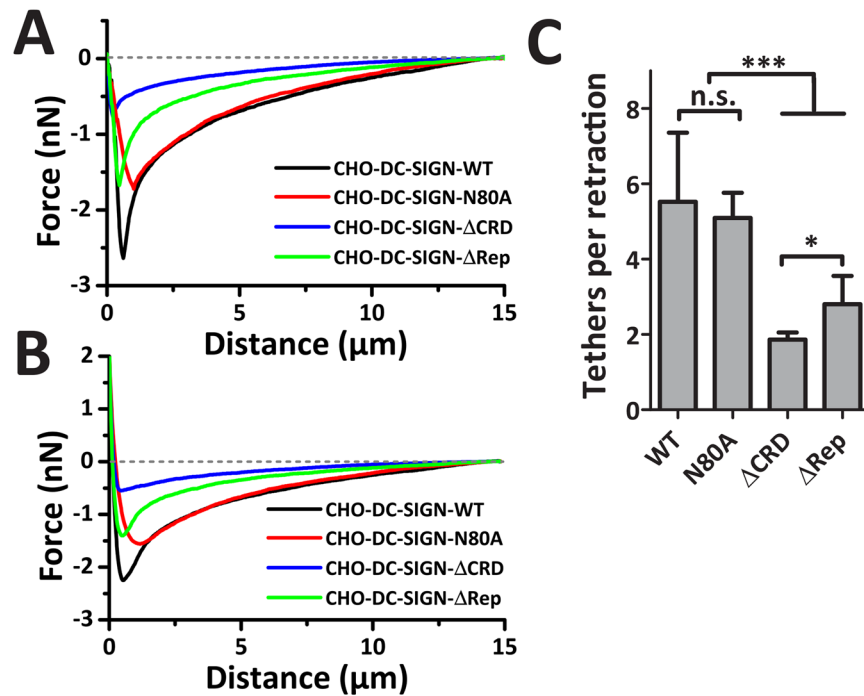 A
0
-1
-2
-3
Force (nN)
CHO-DC-SIGN-WT
CHO-DC-SIGN-N80A
CHO-DC-SIGN-ΔCRD
CHO-DC-SIGN-ΔRep
0
5
10
15
Distance (µm)
B
2
1
0
-1
-2
-3
Force (nN)
CHO-DC-SIGN-WT
CHO-DC-SIGN-N80A
CHO-DC-SIGN-ΔCRD
CHO-DC-SIGN-ΔRep
0
5
10
15
Distance (µm)
C
***
n.s.
*
8
6
4
2
0
Tethers per retraction
WT
N80A
ΔCRD
ΔRep